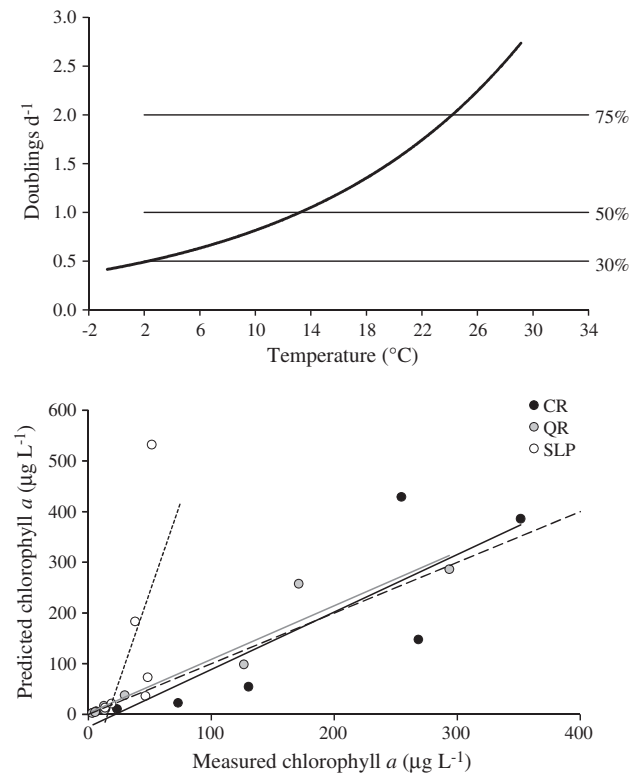 3.0
2.5
2.0
1.5
1.0
0.5
0.0
Doublings d-1
75%
50%
30%
-2 2 6 10 14 18 22 26 30 34
Temperature (°C)
600
500
400
300
200
100
0
Predicted chlorophyll a (µg L-1)
CR
QR
SLP
0 100 200 300 400
Measured chlorophyll a (µg L-1)